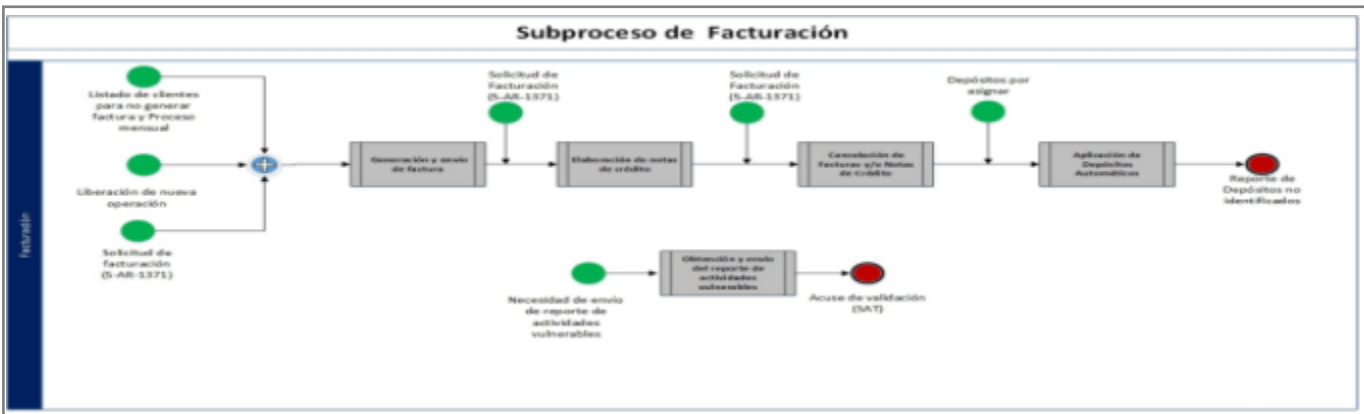 Subproceso de Facturación
Facturación
Listado de clientes
para no generar
factura y Proceso
mensual
Liberación de nueva
operación
Solicitud de
facturación
(S-AR-1371)
Generación y envío
de factura
Solicitud de
Facturación
(S-AR-1371)
Elaboración de notas
de crédito
Solicitud de
Facturación
(S-AR-1371)
Cancelación de
Facturas y/o Notas
de Crédito
Depósitos por
asignar
Aplicación de
Depósitos
Automáticos
Reporte de
Depósitos no
identificados
Necesidad de envío
de reporte de
actividades
vulnerables
Obtención y envío
del reporte de
actividades
vulnerables
Acuse de validación
(SAT)